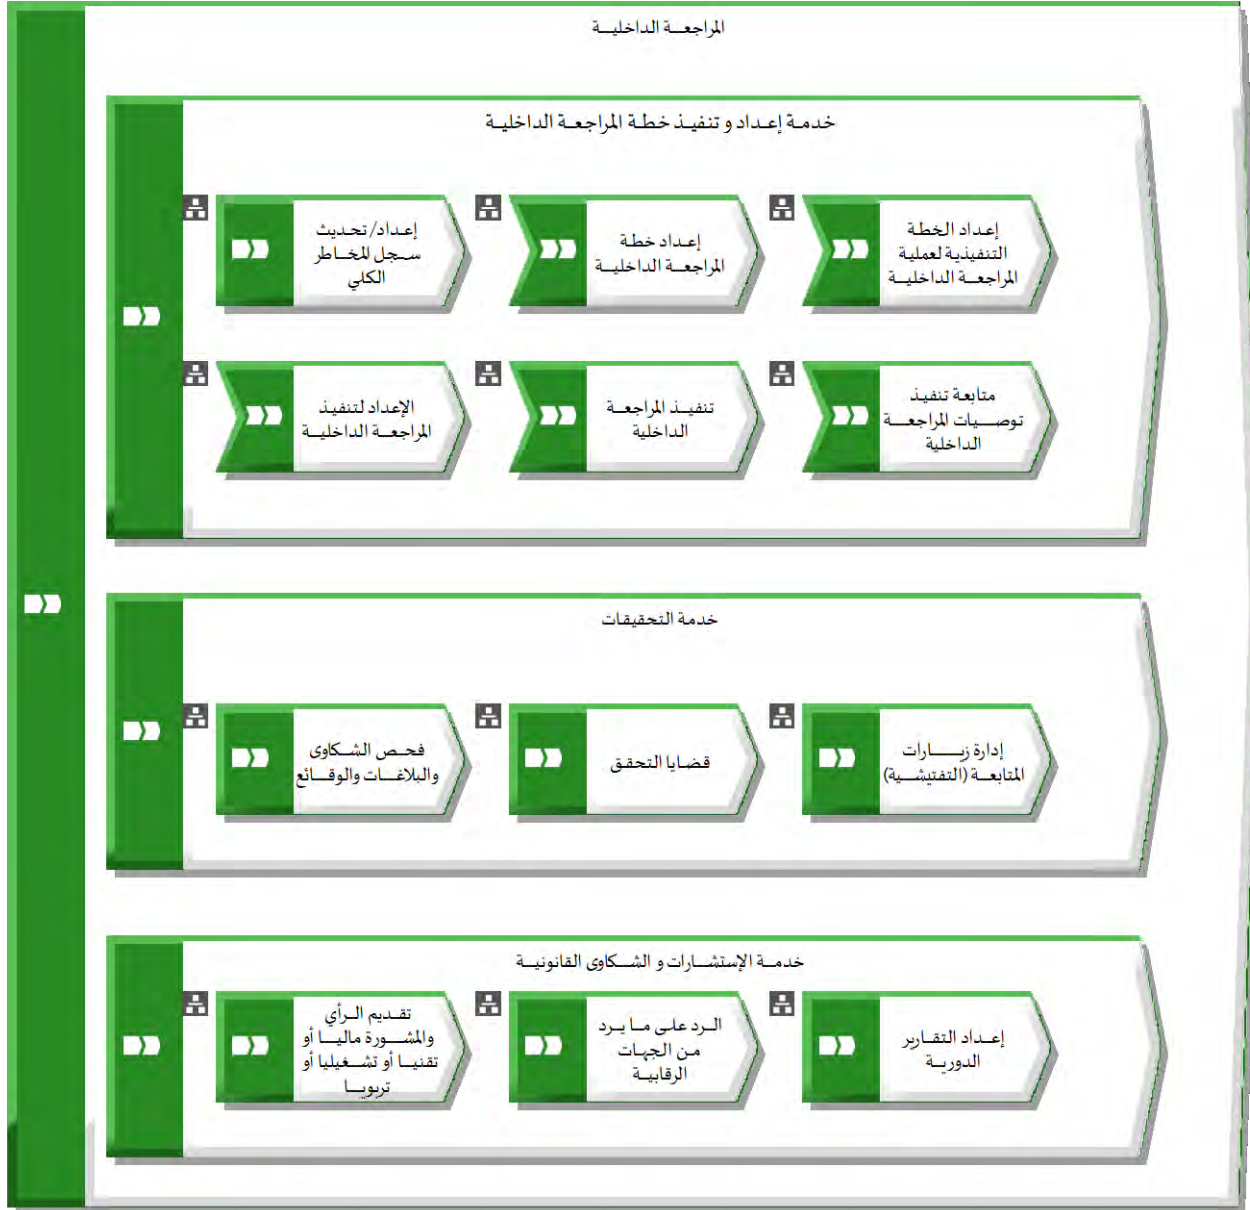 المراجعة الداخلية
خدمة إعداد و تنفيذ خطة المراجعة الداخلية
إعداد/ تحديث
سجل المخاطر
الكلي
إعداد خطة
المراجعة الداخلية
إعداد الخطة
التنفيذية لعملية
المراجعة الداخلية
الإعداد لتنفيذ
المراجعة الداخلية
تنفيذ المراجعة
الداخلية
متابعة تنفيذ
توصيات المراجعة
الداخلية
خدمة التحقيقات
فحص الشكاوى
والبلاغات والوقائع
قضايا التحقق
إدارة زيارات
المتابعة (التفتيشية)
خدمة الإستشارات و الشكاوى القانونية
تقديم الرأي
والمشورة ماليا أو
تقنيا أو تشغيليا أو
تربويا
الرد على ما يرد
من الجهات
الرقابية
إعداد التقارير
الدورية